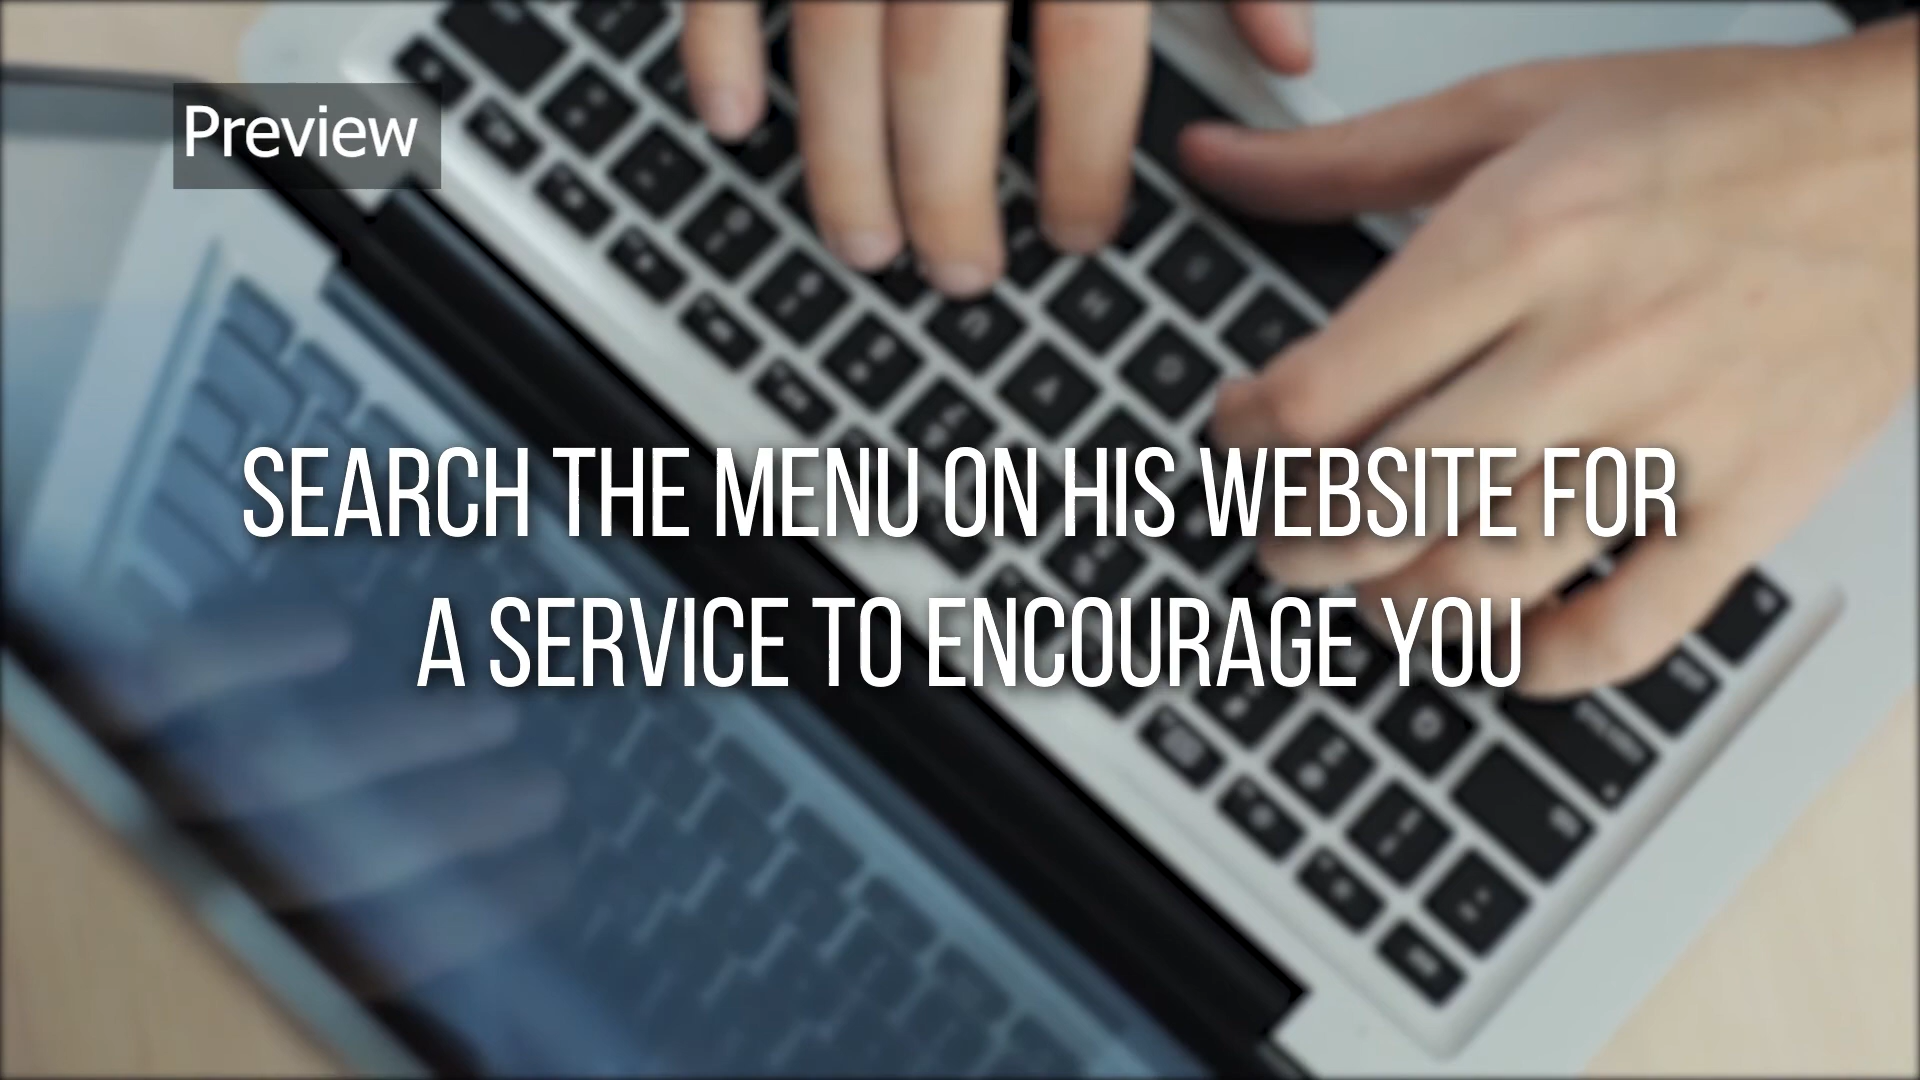 Preview
SEARCH THE MENU ON HIS WEBSITE FOR
A SERVICE TO ENCOURAGE YOU